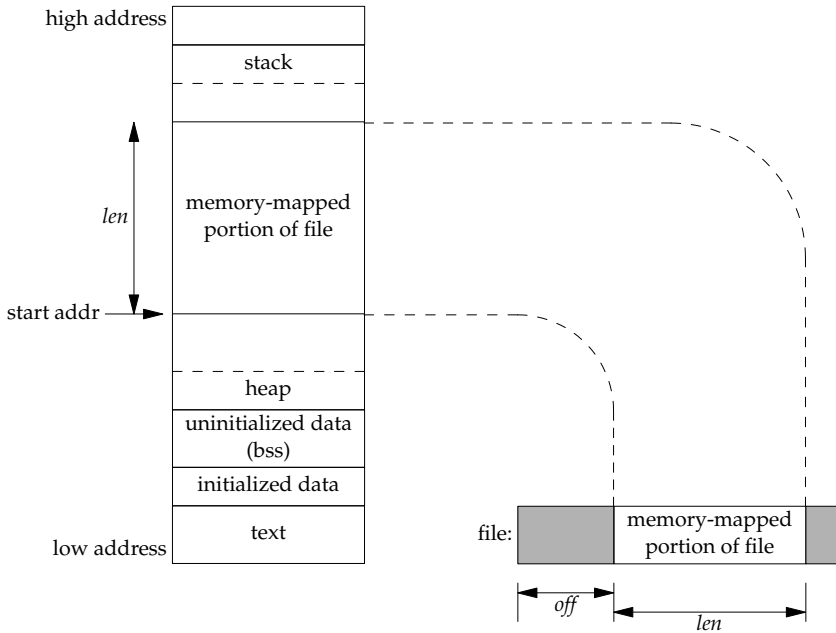 high address
stack
memory-mapped
portion of file
len
start addr
heap
uninitialized data
(bss)
initialized data
text
low address
file:
memory-mapped
portion of file
off
len